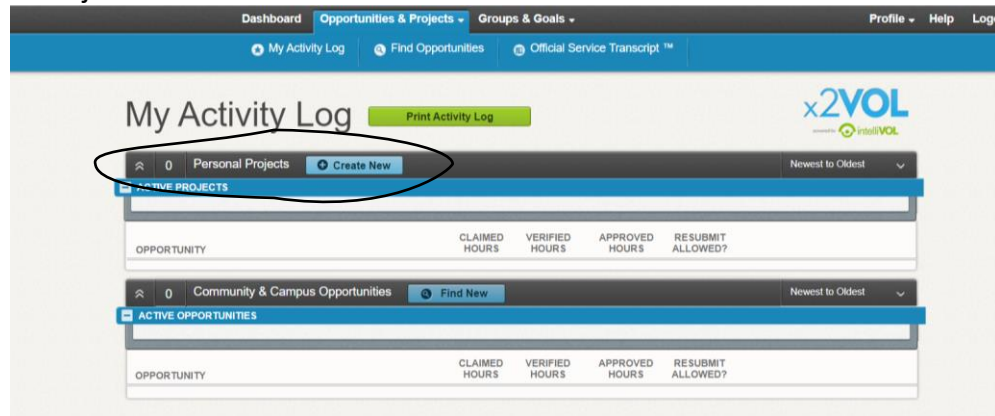 Dashboard Opportunities & Projects Groups & Goals Profile Help
My Activity Log Find Opportunities Official Service Transcript ™
My Activity Log Print Activity Log x2VOL
intelliVOL
0 Personal Projects Create New Newest to Oldest
ACTIVE PROJECTS
OPPORTUNITY CLAIMED HOURS VERIFIED HOURS APPROVED HOURS RESUBMIT ALLOWED?
0 Community & Campus Opportunities Find New Newest to Oldest
ACTIVE OPPORTUNITIES
OPPORTUNITY CLAIMED HOURS VERIFIED HOURS APPROVED HOURS RESUBMIT ALLOWED?